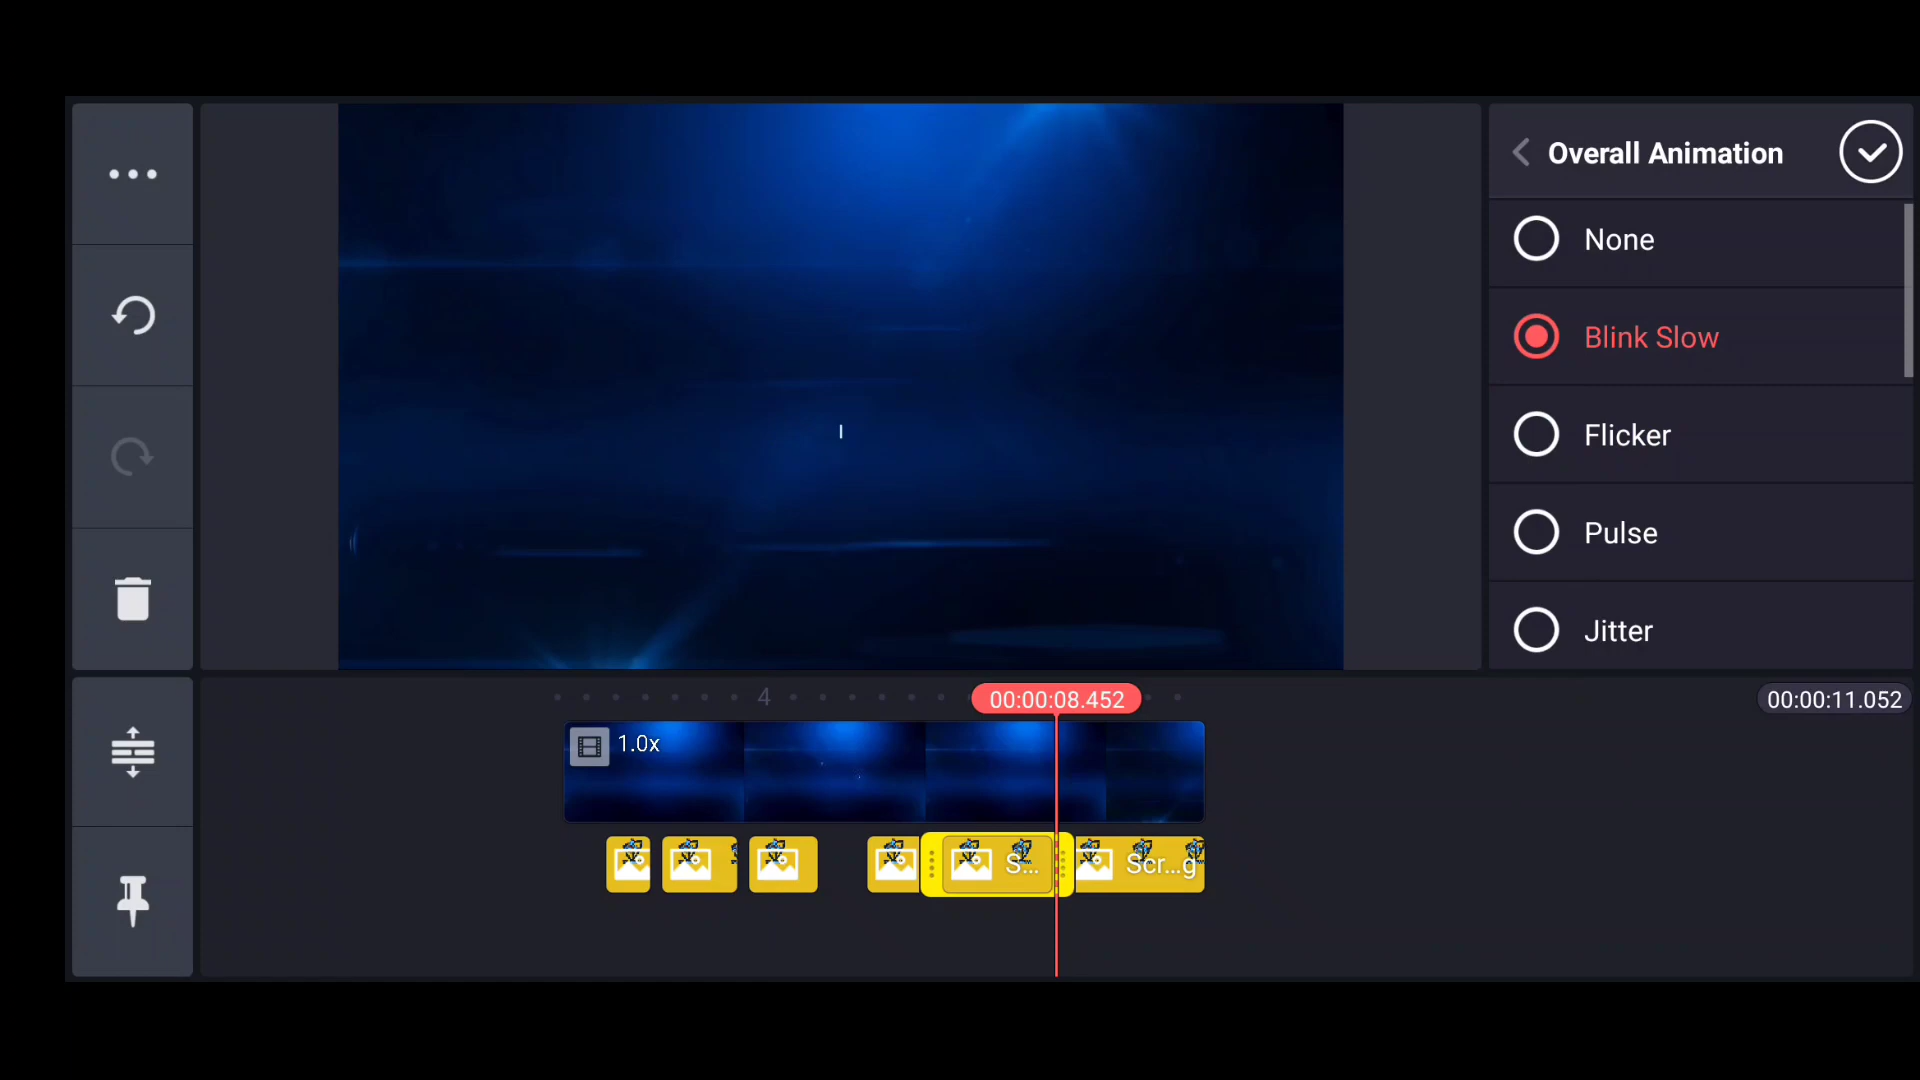 Overall Animation
None
Blink Slow
Flicker
Pulse
Jitter
4
00:00:08.452
00:00:11.052
1.0x
S...
Scr...g